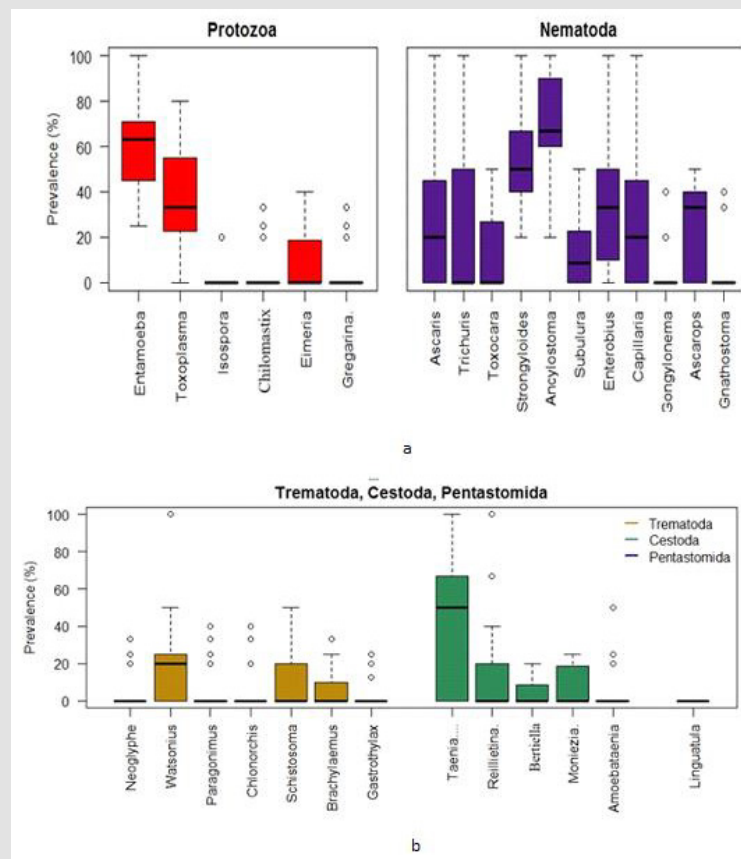 Protozoa
Nematoda
Prevalence (%)
100
80
60
40
20
0
Entamoeba
Toxoplasma
Isospora
Chilomastix
Eimeria
Gregarina.
Ascaris
Trichuris
Toxocara
Strongyloides
Ancylostoma
Subulura
Enterobius
Capillaria
Gongylonema
Ascarops
Gnathostoma
a
...
Trematoda, Cestoda, Pentastomida
Prevalence (%)
100
80
60
40
20
0
Trematoda
Cestoda
Pentastomida
Neoglyphe
Watsonius
Paragonimus
Chionorchis
Schistosoma
Brachylaemus
Gastrothylax
Taenia....
Reillietina.
Bertiella
Moniezia.
Amoebataenia
Linguatula
b